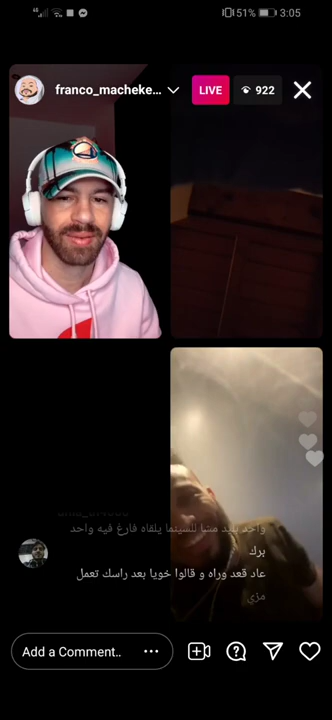 51% 3:05
franco_macheke... LIVE 922
واحد بليد مشا للسينما يلقاه فارغ فيه واحد
برك
عاد قعد وراه و قالوا خويا بعد راسك تعمل
مزي
Add a Comment..